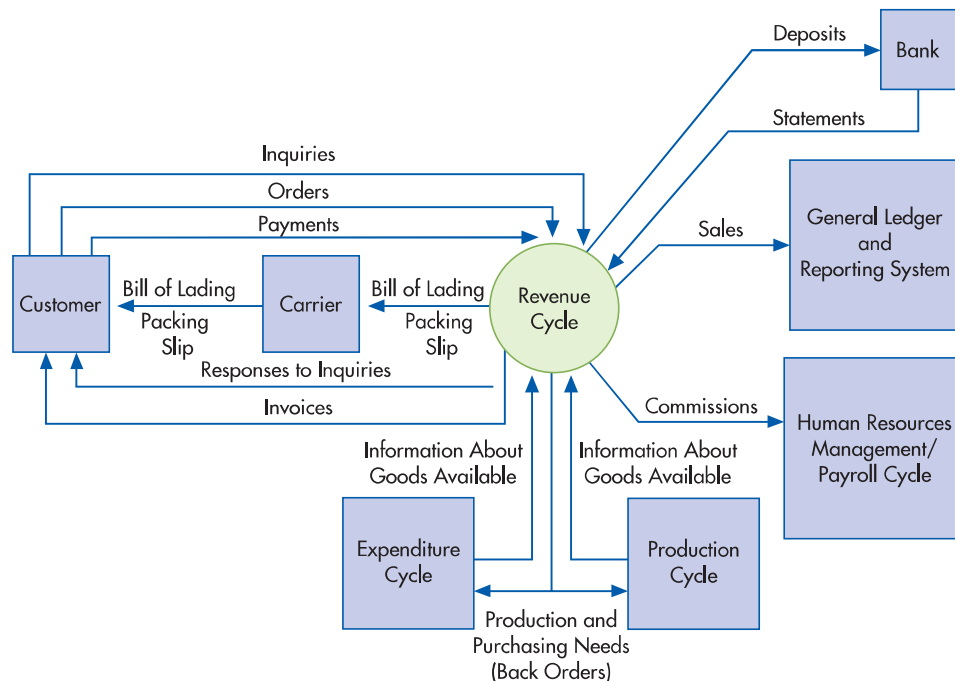 Deposits
Bank
Statements
Inquiries
Orders
Payments
Sales
General Ledger
and
Reporting System
Customer
Bill of Lading
Packing
Slip
Carrier
Bill of Lading
Packing
Slip
Revenue
Cycle
Responses to Inquiries
Invoices
Commissions
Human Resources
Management/
Payroll Cycle
Information About
Goods Available
Information About
Goods Available
Expenditure
Cycle
Production
Cycle
Production and
Purchasing Needs
(Back Orders)